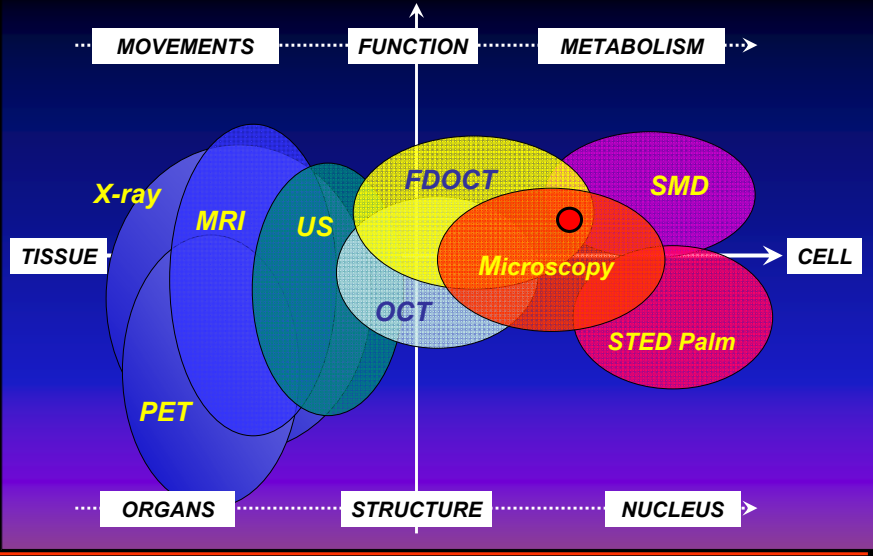 MOVEMENTS
FUNCTION
METABOLISM
FDOCT
SMD
X-ray
MRI
US
TISSUE
Microscopy
CELL
OCT
STED Palm
PET
ORGANS
STRUCTURE
NUCLEUS